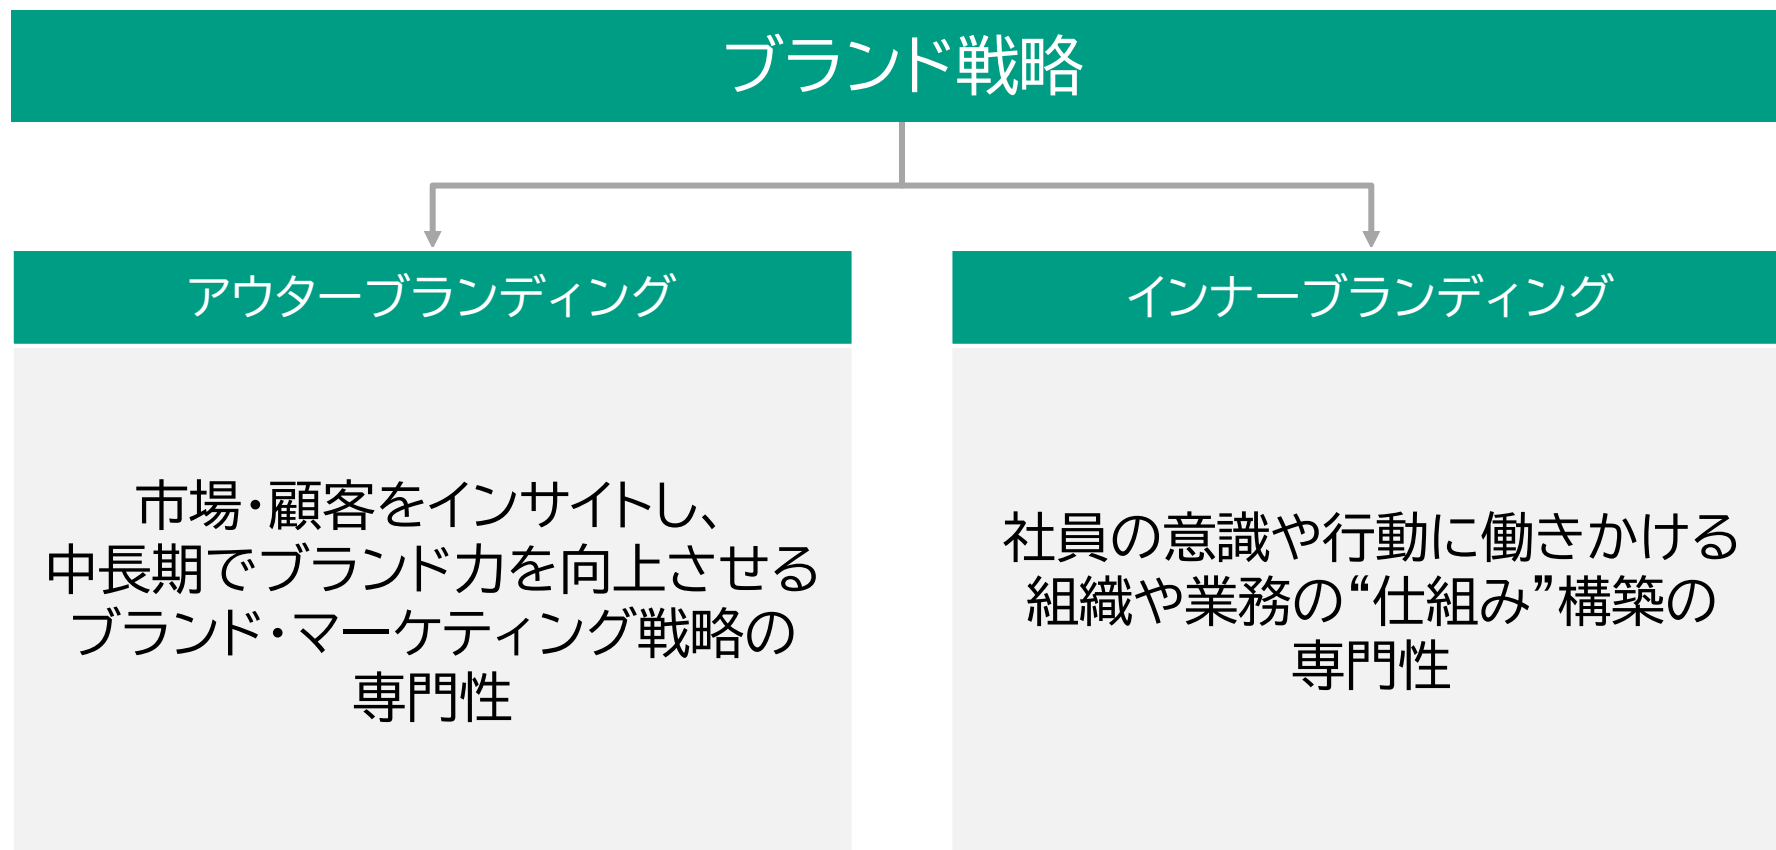 ブランド戦略
アウターブランディング
市場・顧客をインサイトし、
中長期でブランド力を向上させる
ブランド・マーケティング戦略の
専門性
インナーブランディング
社員の意識や行動に働きかける
組織や業務の“仕組み”構築の
専門性